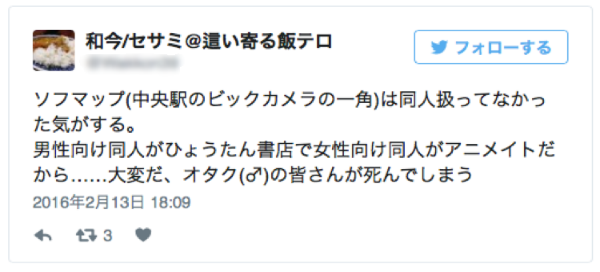 和今/セサミ@這い寄る飯テロ
フォローする
ソフマップ(中央駅のビックカメラの一角)は同人扱ってなかっ
た気がする。
男性向け同人がひょうたん書店で女性向け同人がアニメイトだ
から……大変だ、オタク(♂)の皆さんが死んでしまう
2016年2月13日 18:09
3